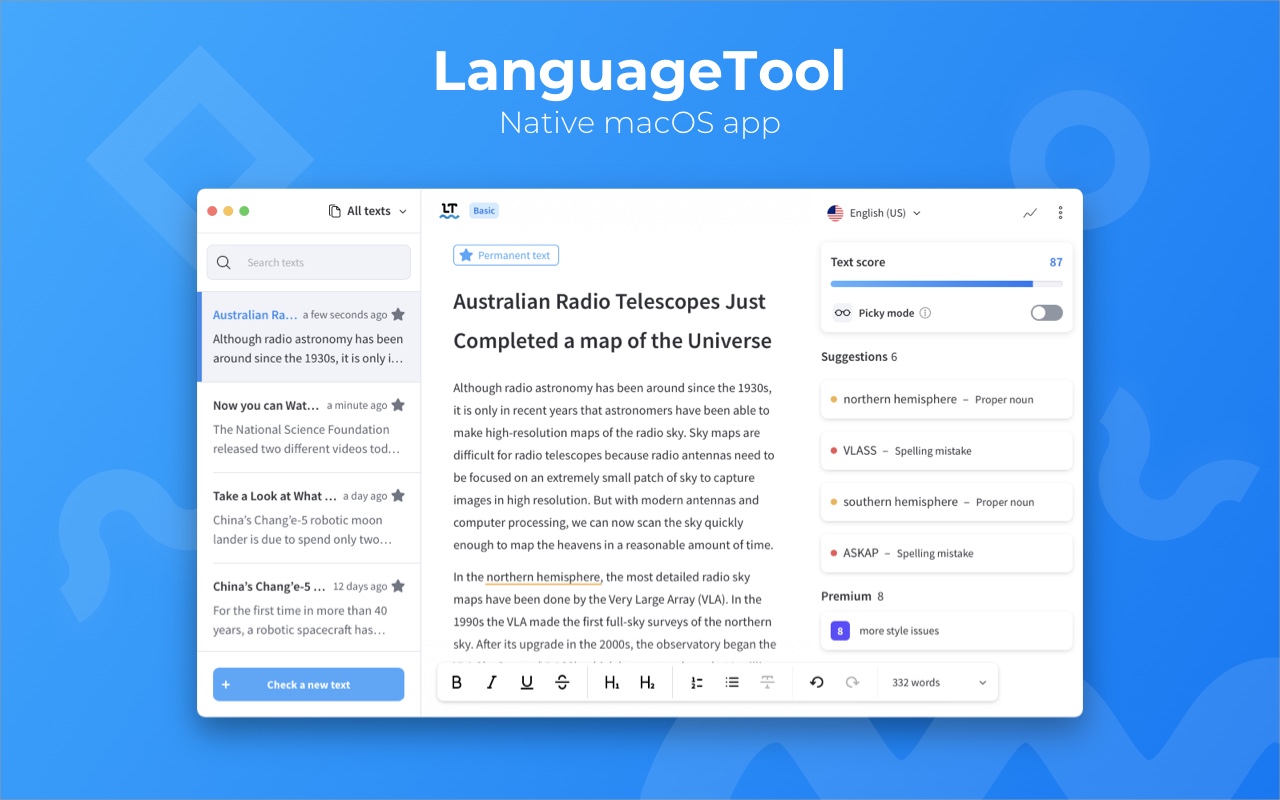 LanguageTool
Native macOS app
All texts
Search texts
Australian Ra… a few seconds ago
Although radio astronomy has been
around since the 1930s, it is only i…
Now you can Wat… a minute ago
The National Science Foundation
released two different videos tod…
Take a Look at What … a day ago
China’s Chang’e-5 robotic moon
lander is due to spend only two…
China’s Chang’e-5 … 12 days ago
For the first time in more than 40
years, a robotic spacecraft has…
+ Check a new text
LT Basic
Permanent text
Australian Radio Telescopes Just
Completed a map of the Universe
Although radio astronomy has been around since the 1930s,
it is only in recent years that astronomers have been able to
make high-resolution maps of the radio sky. Sky maps are
difficult for radio telescopes because radio antennas need to
be focused on an extremely small patch of sky to capture
images in high resolution. But with modern antennas and
computer processing, we can now scan the sky quickly
enough to map the heavens in a reasonable amount of time.
In the northern hemisphere, the most detailed radio sky
maps have been done by the Very Large Array (VLA). In the
1990s the VLA made the first full-sky surveys of the northern
sky. After its upgrade in the 2000s, the observatory began the
B I U S H1 H2 332 words
English (US)
Text score 87
Picky mode
Suggestions 6
northern hemisphere – Proper noun
VLASS – Spelling mistake
southern hemisphere – Proper noun
ASKAP – Spelling mistake
Premium 8
8 more style issues